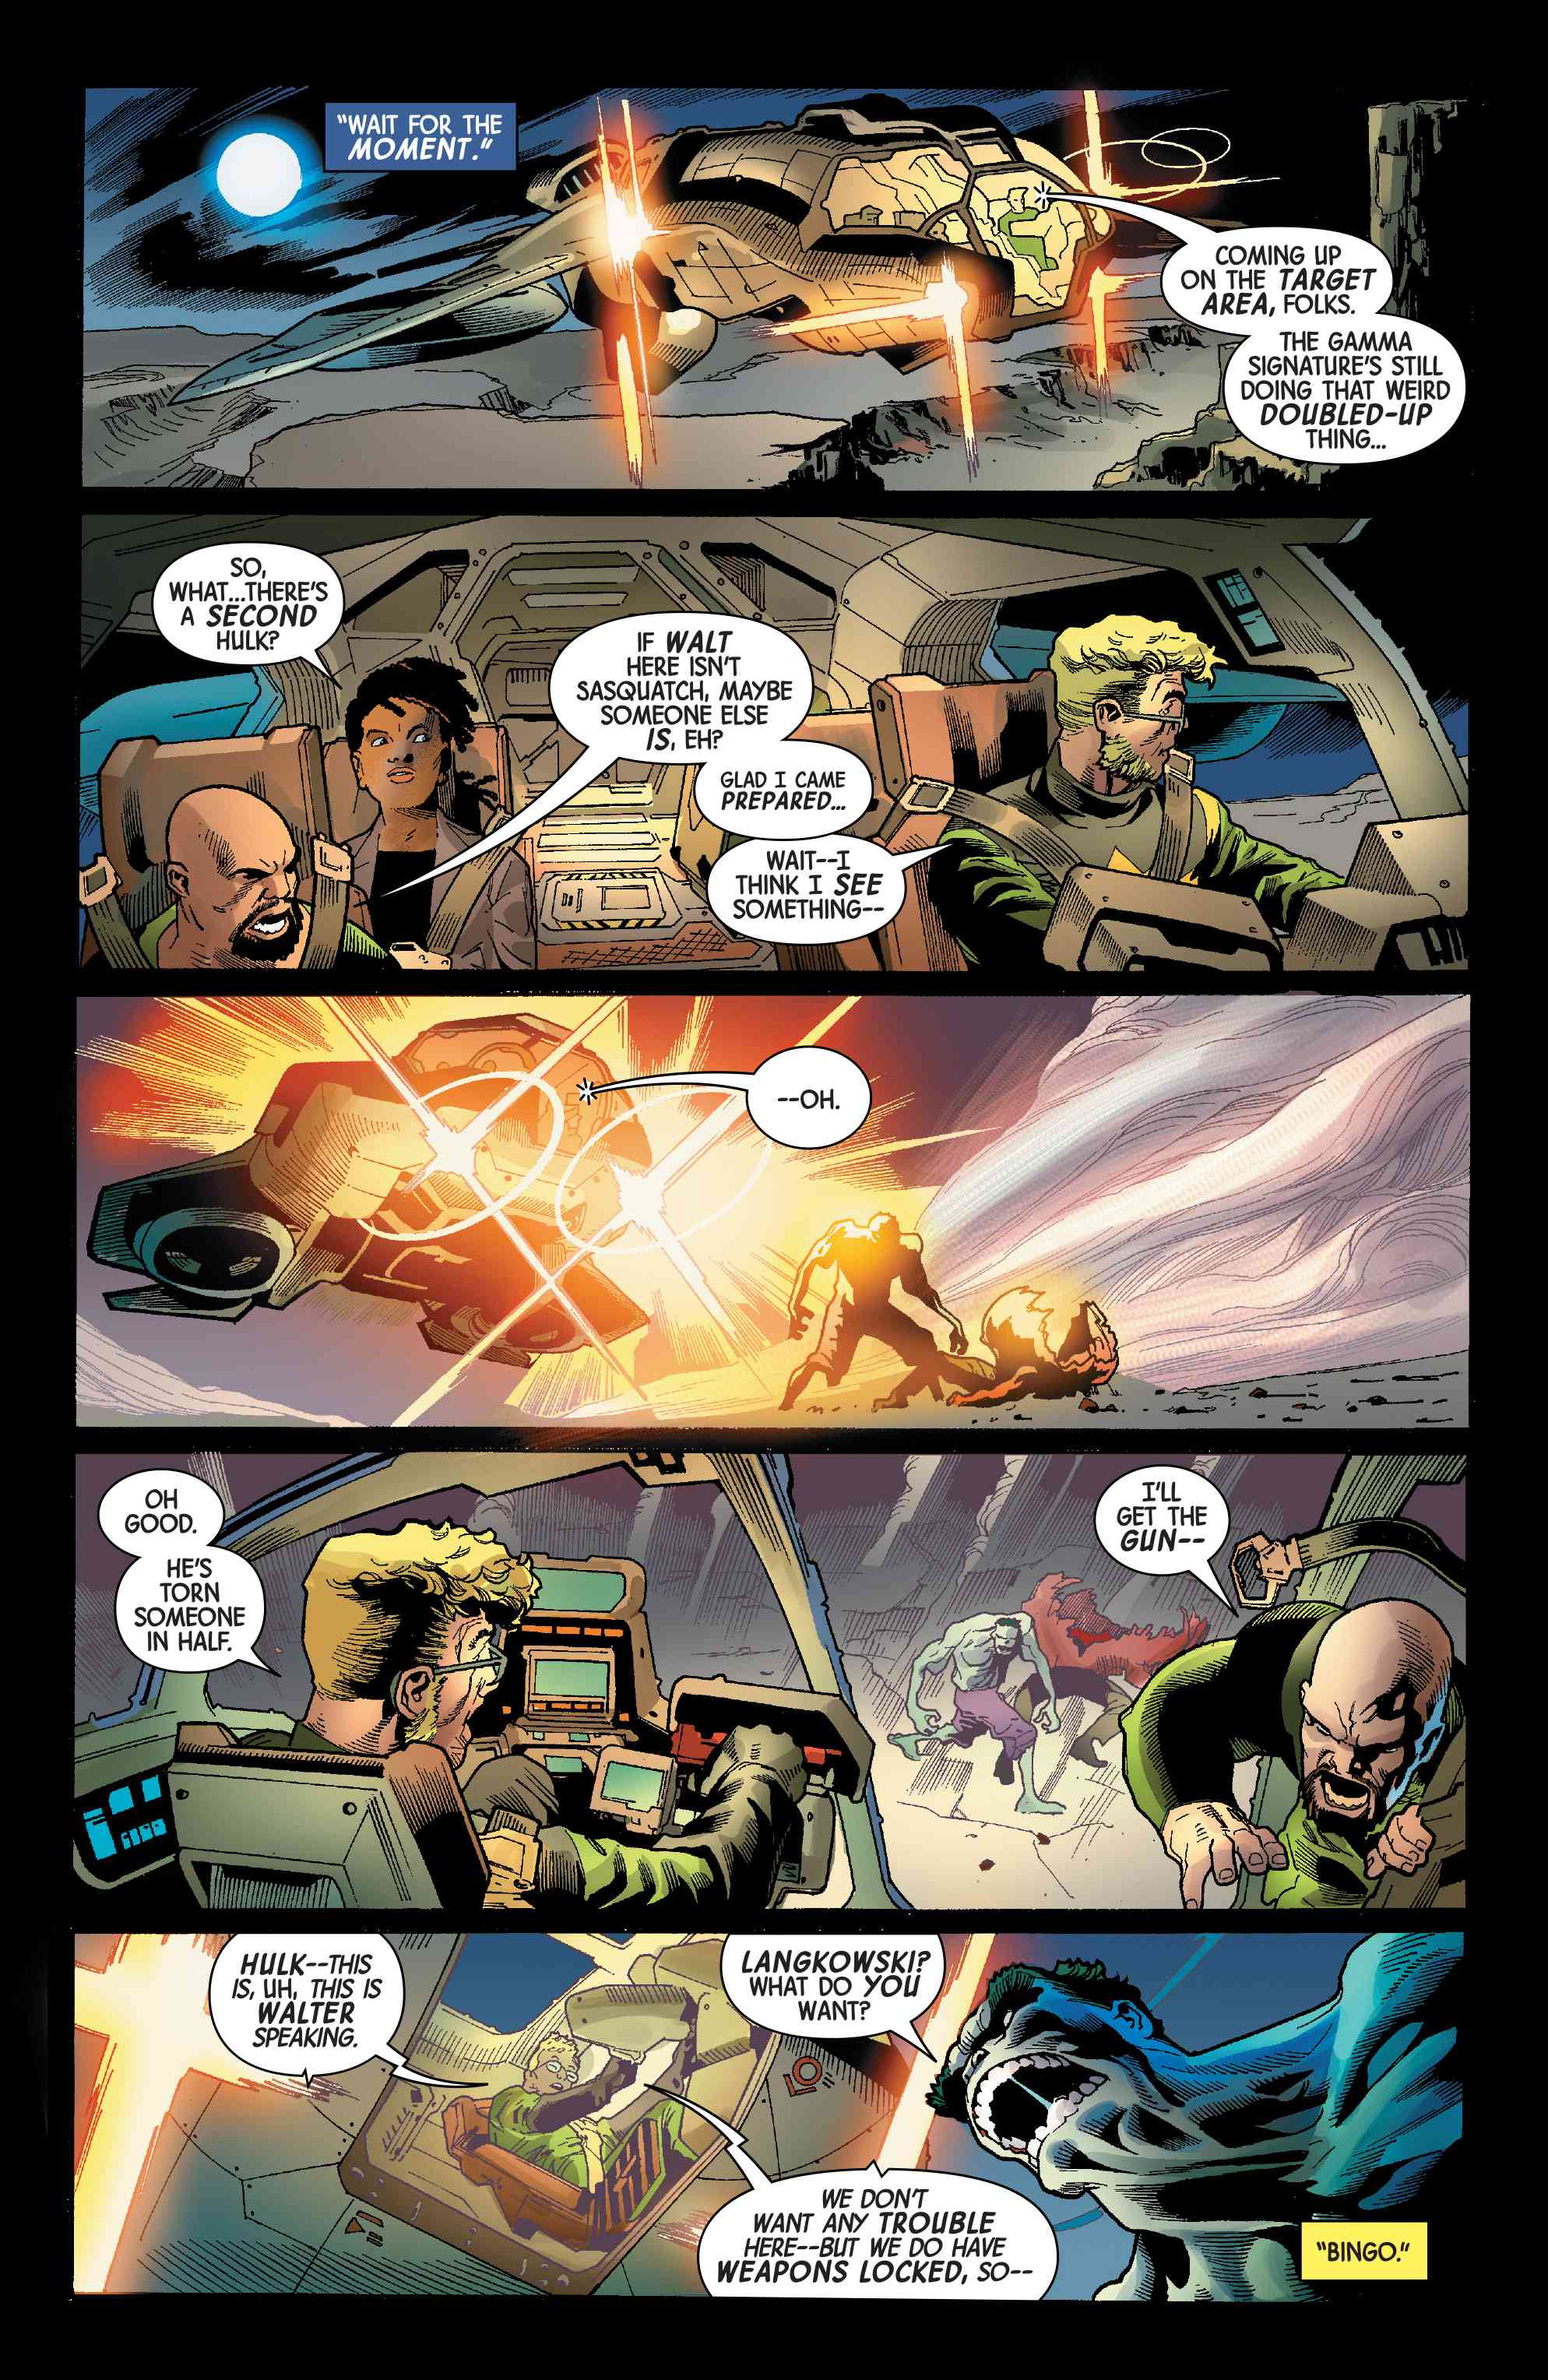 "WAIT FOR THE
MOMENT."
COMING UP
ON THE TARGET
AREA, FOLKS.
THE GAMMA
SIGNATURE'S STILL
DOING THAT WEIRD
DOUBLED-UP
THING...
SO,
WHAT...THERE'S
A SECOND
HULK?
IF WALT
HERE ISN'T
SASQUATCH, MAYBE
SOMEONE ELSE
IS, EH?
GLAD I CAME
PREPARED...
WAIT--I
THINK I SEE
SOMETHING--
--OH.
OH
GOOD.
HE'S
TORN
SOMEONE
IN HALF.
I'LL
GET THE
GUN--
HULK--THIS
IS, UH, THIS IS
WALTER
SPEAKING.
LANGKOWSKI?
WHAT DO YOU
WANT?
WE DON'T
WANT ANY TROUBLE
HERE--BUT WE DO HAVE
WEAPONS LOCKED, SO--
"BINGO."